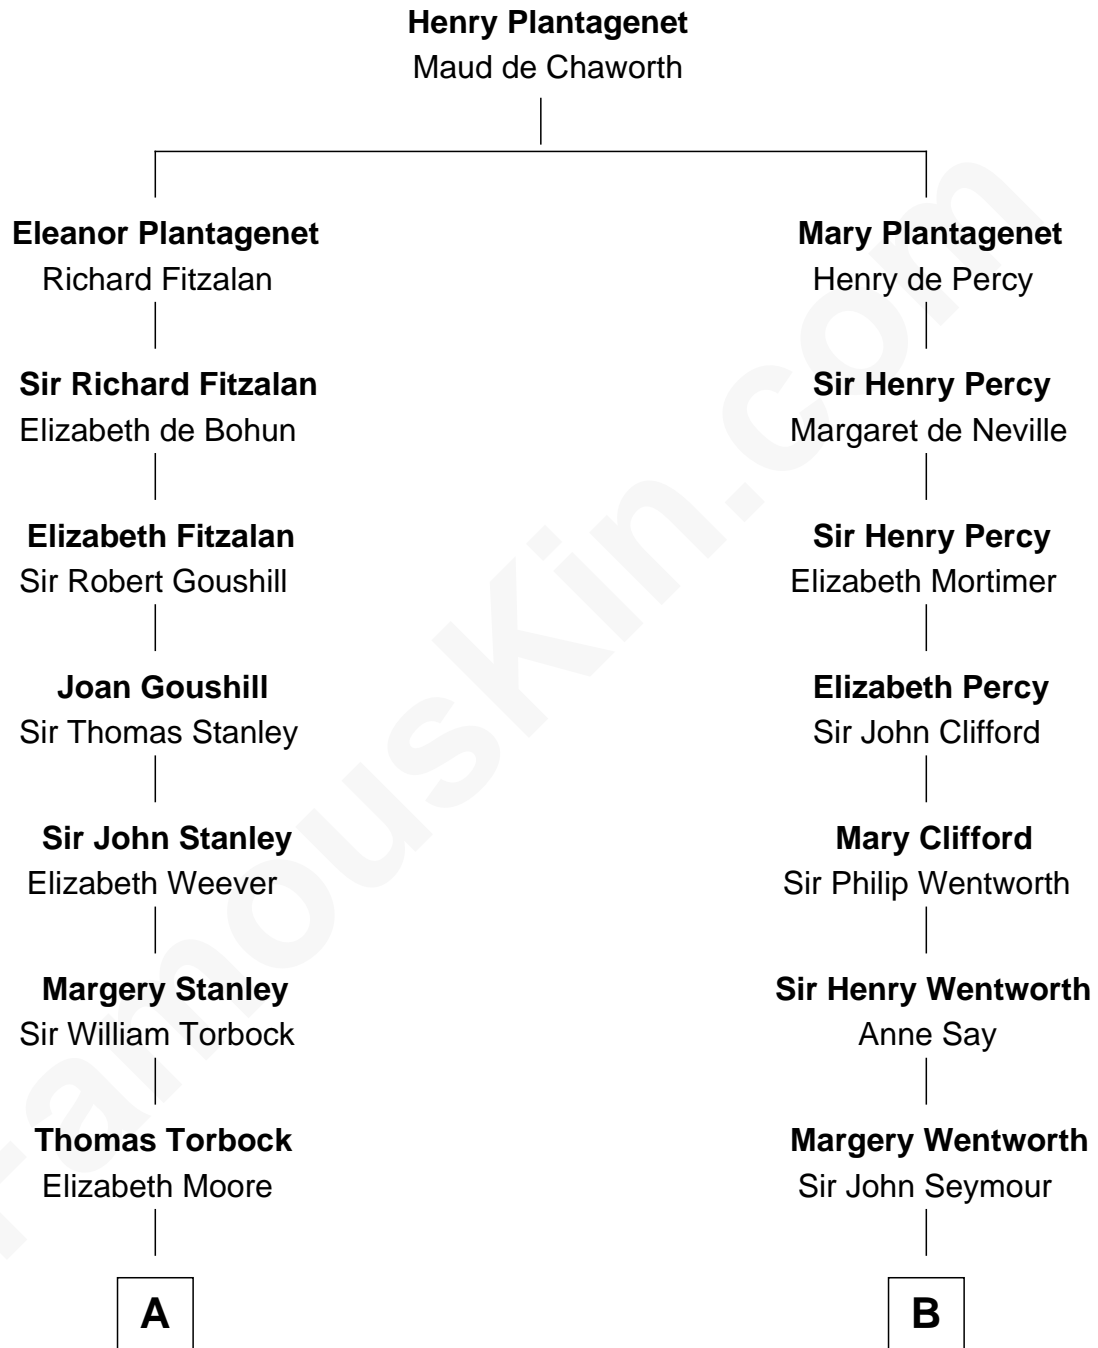 Henry Plantagenet
Maud de Chaworth
Eleanor Plantagenet
Richard Fitzalan
Mary Plantagenet
Henry de Percy
Sir Richard Fitzalan
Elizabeth de Bohun
Sir Henry Percy
Margaret de Neville
Elizabeth Fitzalan
Sir Robert Goushill
Sir Henry Percy
Elizabeth Mortimer
Joan Goushill
Sir Thomas Stanley
Elizabeth Percy
Sir John Clifford
Sir John Stanley
Elizabeth Weever
Mary Clifford
Sir Philip Wentworth
Margery Stanley
Sir William Torbock
Sir Henry Wentworth
Anne Say
Thomas Torbock
Elizabeth Moore
Margery Wentworth
Sir John Seymour
A
B
FamousKin.com